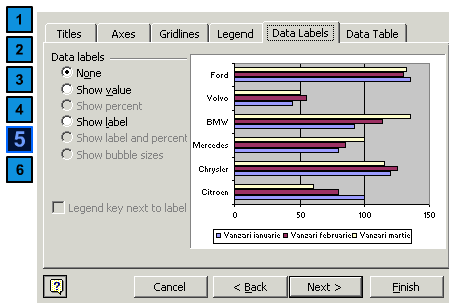 1
2
3
4
5
6
Titles Axes Gridlines Legend Data Labels Data Table
Data labels
None
Show value
Show percent
Show label
Show label and percent
Show bubble sizes
Legend key next to label
Ford
Volvo
BMW
Mercedes
Chrysler
Citroen
0 50 100 150
Vanzari ianuarie Vanzari februarie Vanzari martie
? Cancel < Back Next > Finish